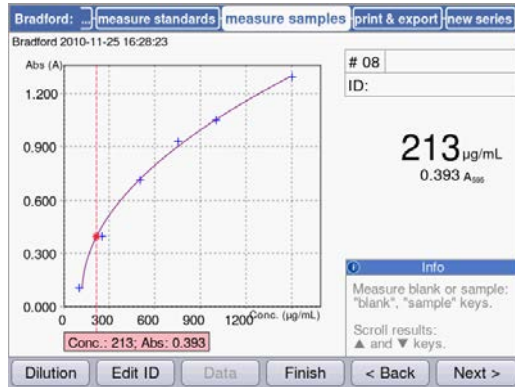 Bradford: ... measure standards measure samples print & export new series
Bradford 2010-11-25 16:28:23
Abs (A)
1.200
0.900
0.600
0.300
0.000
0 300 600 900 1200 Conc. (µg/mL)
Conc.: 213; Abs: 0.393
# 08
ID:
213 µg/mL
0.393 A595
Info
Measure blank or sample:
"blank", "sample" keys.
Scroll results:
▲ and ▼ keys.
Dilution Edit ID Data Finish < Back Next >